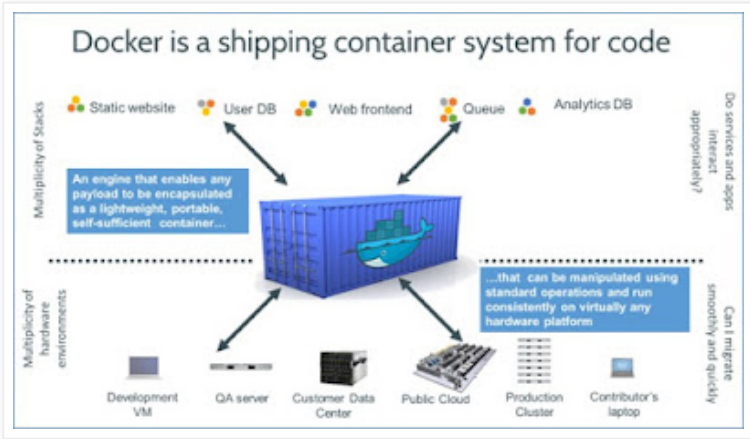 Docker is a shipping container system for code
Multiplicity of Stacks
Static website
User DB
Web frontend
Queue
Analytics DB
Do services and apps
interact
appropriately?
An engine that enables any
payload to be encapsulated
as a lightweight, portable,
self-sufficient container…
…that can be manipulated using
standard operations and run
consistently on virtually any
hardware platform
Multiplicity of
hardware
environments
Can I migrate
smoothly and quickly
Development
VM
QA server
Customer Data
Center
Public Cloud
Production
Cluster
Contributor's
laptop